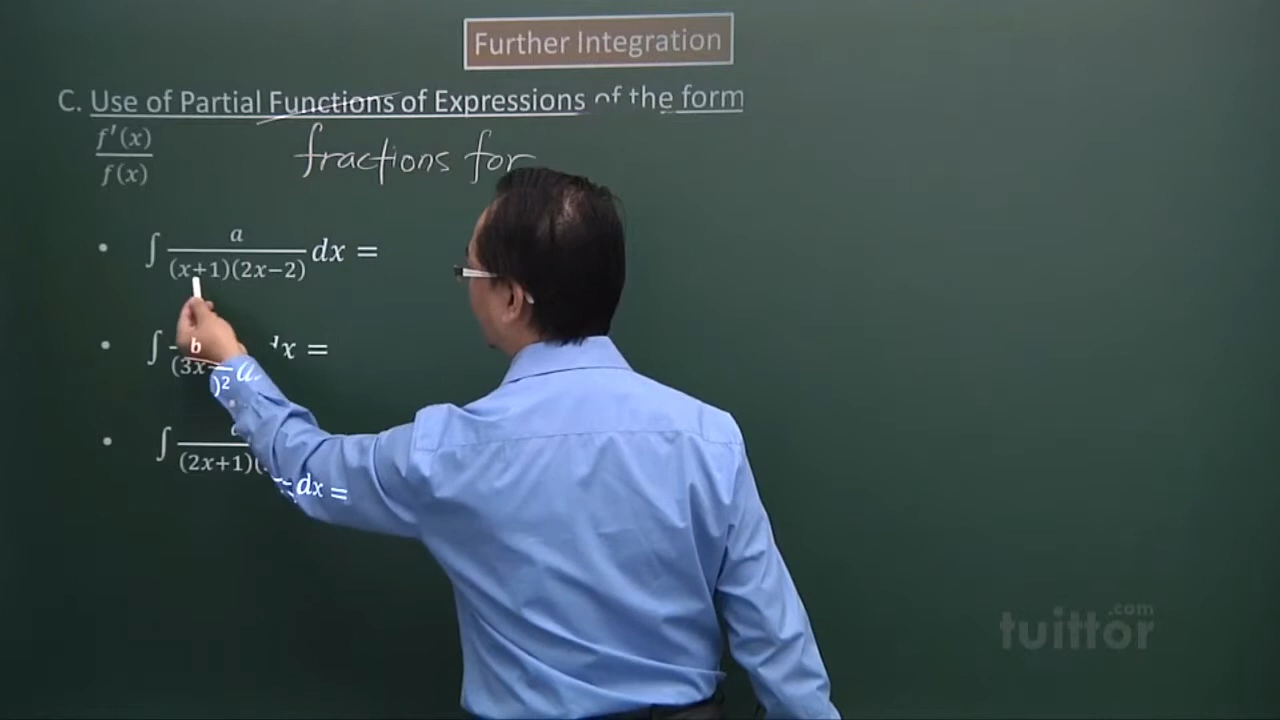 Further Integration
C. Use of Partial Functions of Expressions of the form
f′(x)
f(x)
fractions for
• ∫ a/((x+1)(2x−2)) dx =
• ∫ b
(3x )² x =
• ∫
(2x+1)( dx =
tuittor.com